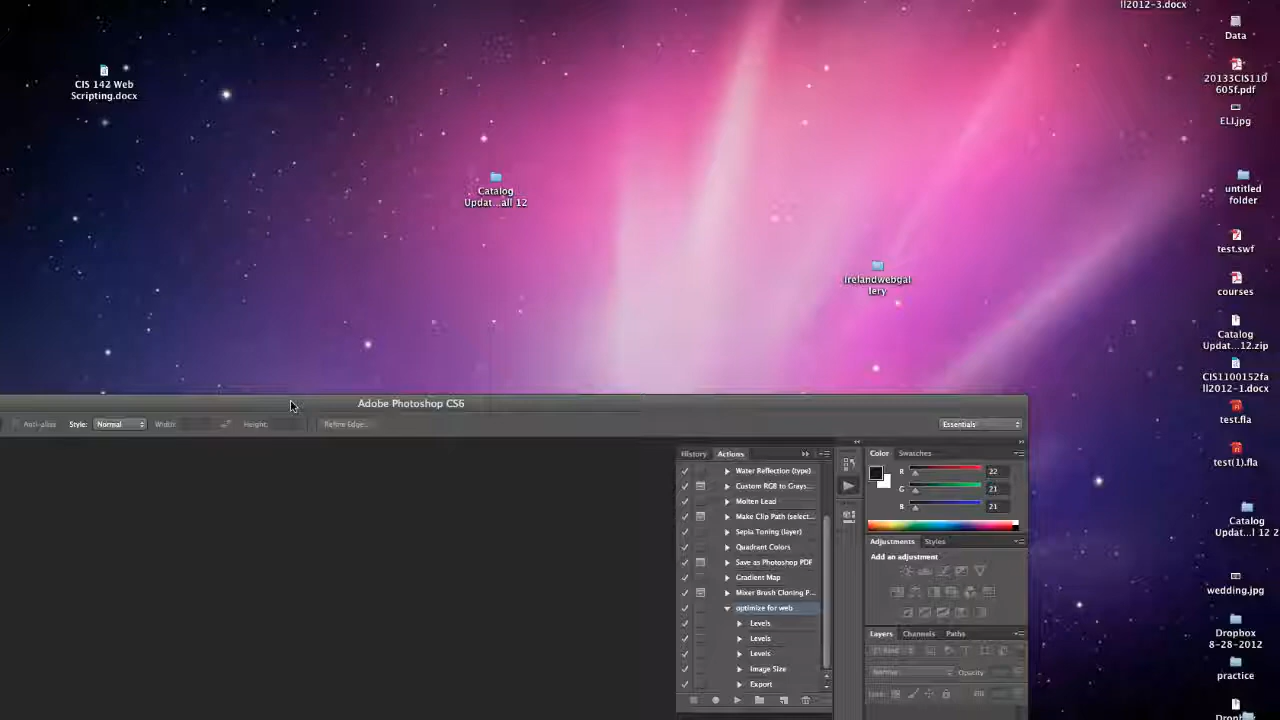 ll2012-3.docx
Data
CIS 142 Web
Scripting.docx
20133CIS110
605f.pdf
ELI.jpg
Catalog
Updat...all 12
untitled
folder
test.swf
irelandwebgal
lery
courses
Catalog
Updat...12.zip
CIS1100152fa
ll2012-1.docx
test.fla
test(1).fla
Catalog
Updat...l 12 2
wedding.jpg
Dropbox
8-28-2012
practice
Adobe Photoshop CS6
Anti-alias Style: Normal Width: Height: Refine Edge... Essentials
History Actions
Water Reflection (type)
Custom RGB to Grays...
Molten Lead
Make Clip Path (select...
Sepia Toning (layer)
Quadrant Colors
Save as Photoshop PDF
Gradient Map
Mixer Brush Cloning P...
optimize for web
Levels
Levels
Levels
Image Size
Export
Color Swatches
R 22
G 21
B 21
Adjustments Styles
Add an adjustment
Layers Channels Paths
Normal Opacity
Fill